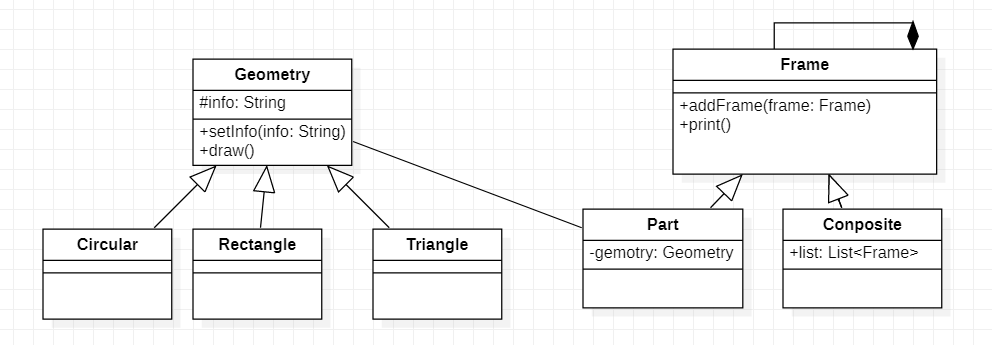 Geometry
#info: String
+setInfo(info: String)
+draw()
Circular
Rectangle
Triangle
Frame
+addFrame(frame: Frame)
+print()
Part
-gemotry: Geometry
Conposite
+list: List<Frame>